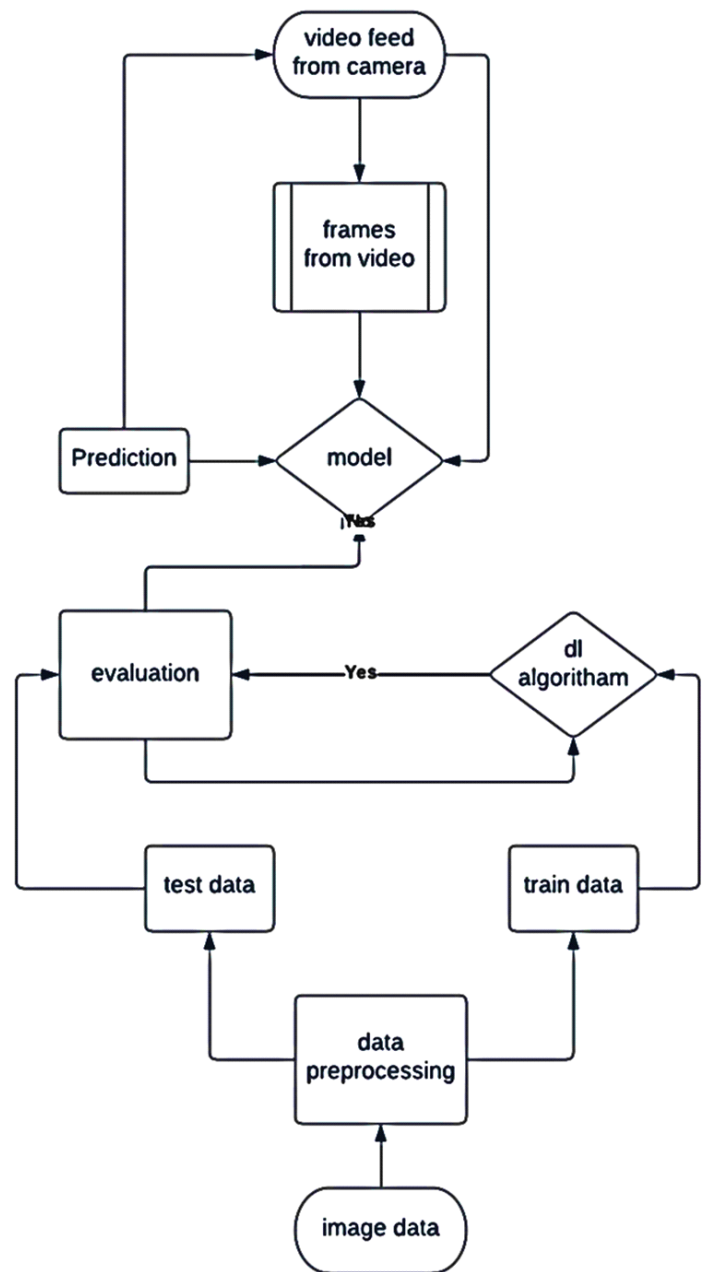 video feed
from camera
frames
from video
Prediction
model
evaluation
Yes
dl
algoritham
test data
train data
data
preprocessing
image data